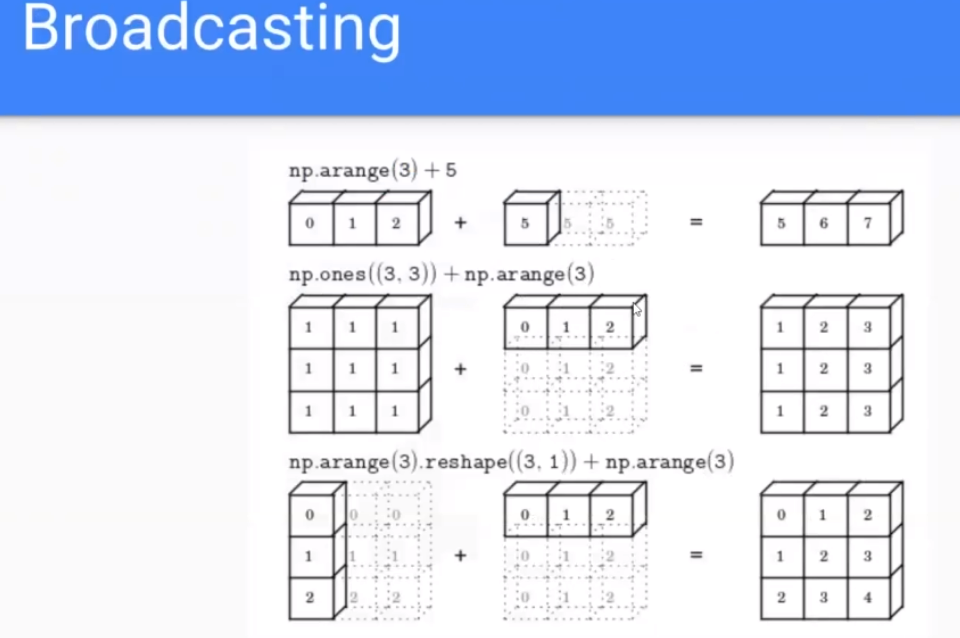 Broadcasting
np.arange(3) + 5
0 1 2 + 5 5 5 = 5 6 7
np.ones((3, 3)) + np.arange(3)
1 1 1 0 1 2 1 2 3
1 1 1 + 0 1 2 = 1 2 3
1 1 1 0 1 2 1 2 3
np.arange(3).reshape((3, 1)) + np.arange(3)
0 0 0 0 1 2 0 1 2
1 1 1 + 0 1 2 = 1 2 3
2 2 2 0 1 2 2 3 4